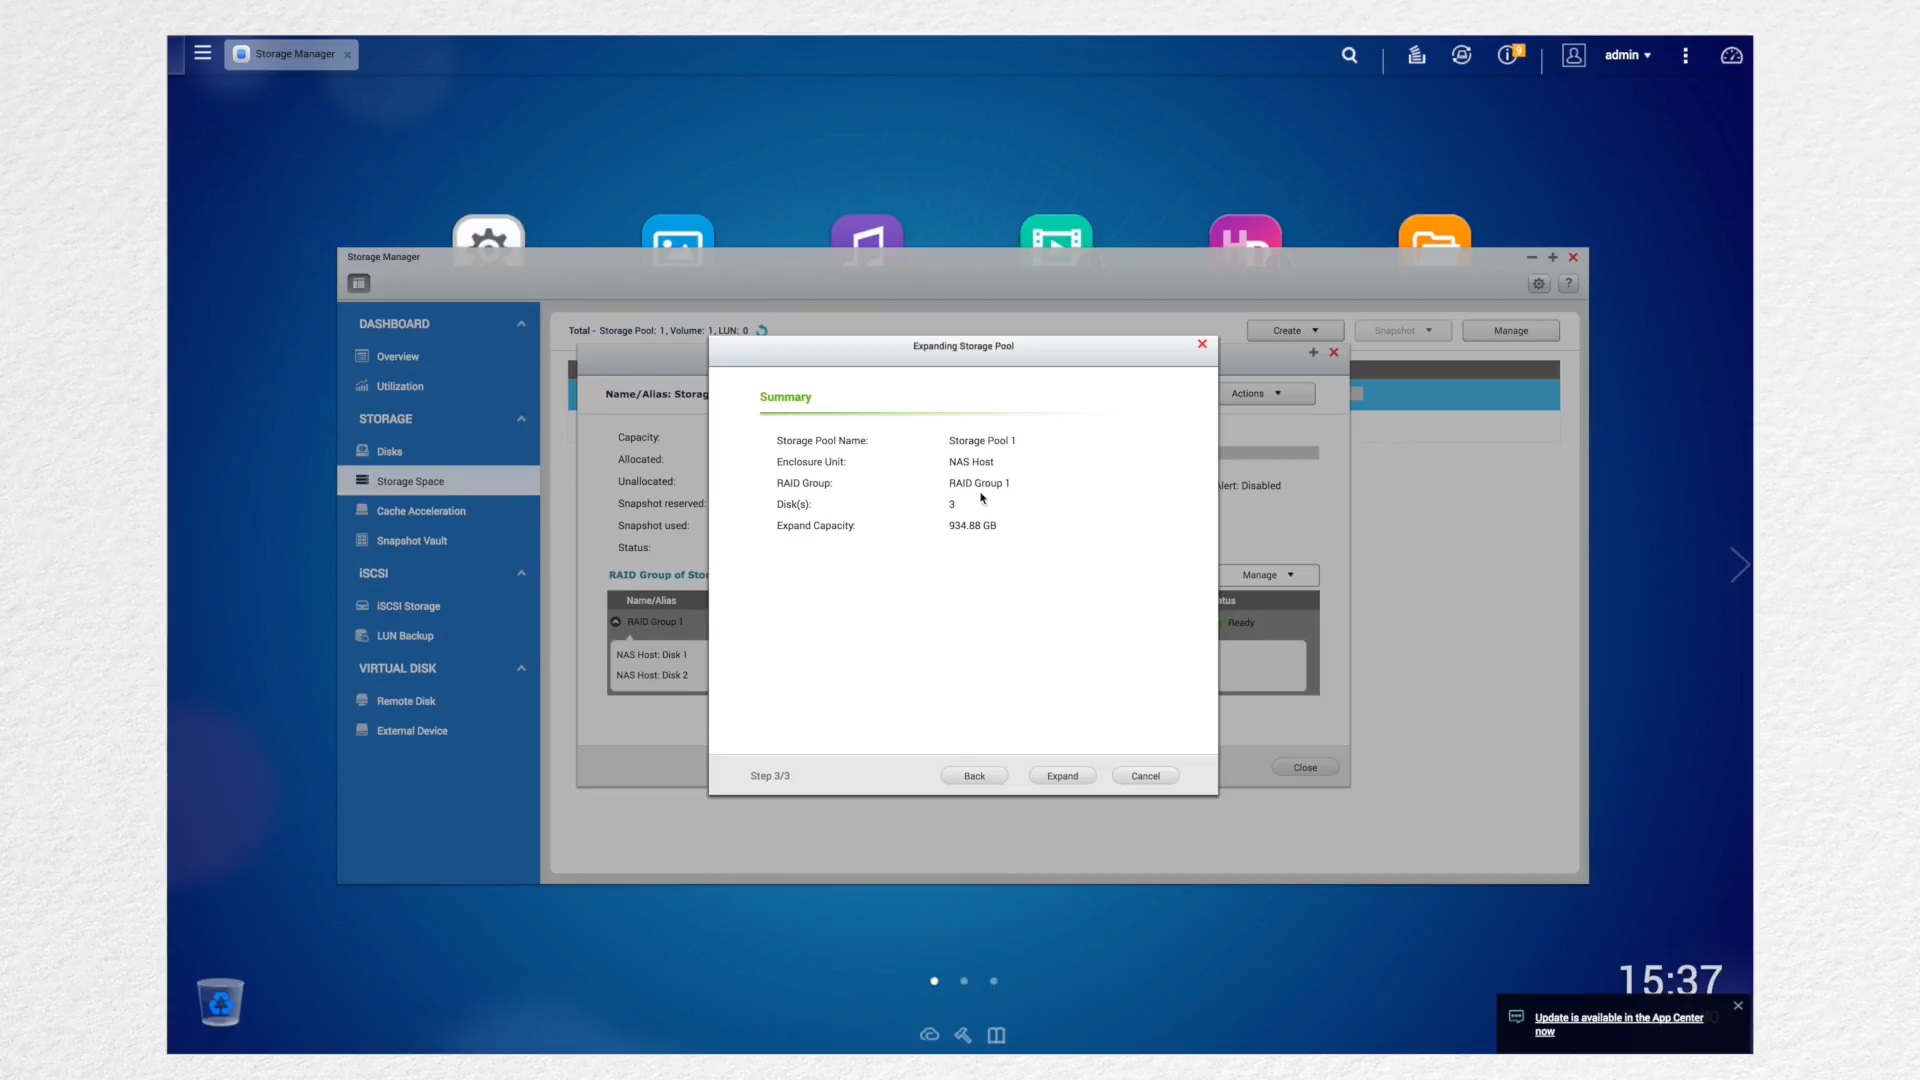 Storage Manager
9
admin
HD
Storage Manager
?
DASHBOARD
Overview
Utilization
STORAGE
Disks
Storage Space
Cache Acceleration
Snapshot Vault
iSCSI
iSCSI Storage
LUN Backup
VIRTUAL DISK
Remote Disk
External Device
Total - Storage Pool: 1, Volume: 1, LUN: 0
Create
Snapshot
Manage
Name/Alias: Storag
Actions
Capacity:
Allocated:
Unallocated:
Snapshot reserved:
Snapshot used:
Status:
Alert: Disabled
RAID Group of Stor
Manage
Name/Alias
RAID Group 1
Ready
NAS Host: Disk 1
NAS Host: Disk 2
Close
Expanding Storage Pool
Summary
Storage Pool Name: Storage Pool 1
Enclosure Unit: NAS Host
RAID Group: RAID Group 1
Disk(s): 3
Expand Capacity: 934.88 GB
Step 3/3
Back
Expand
Cancel
15:37
Update is available in the App Center
now